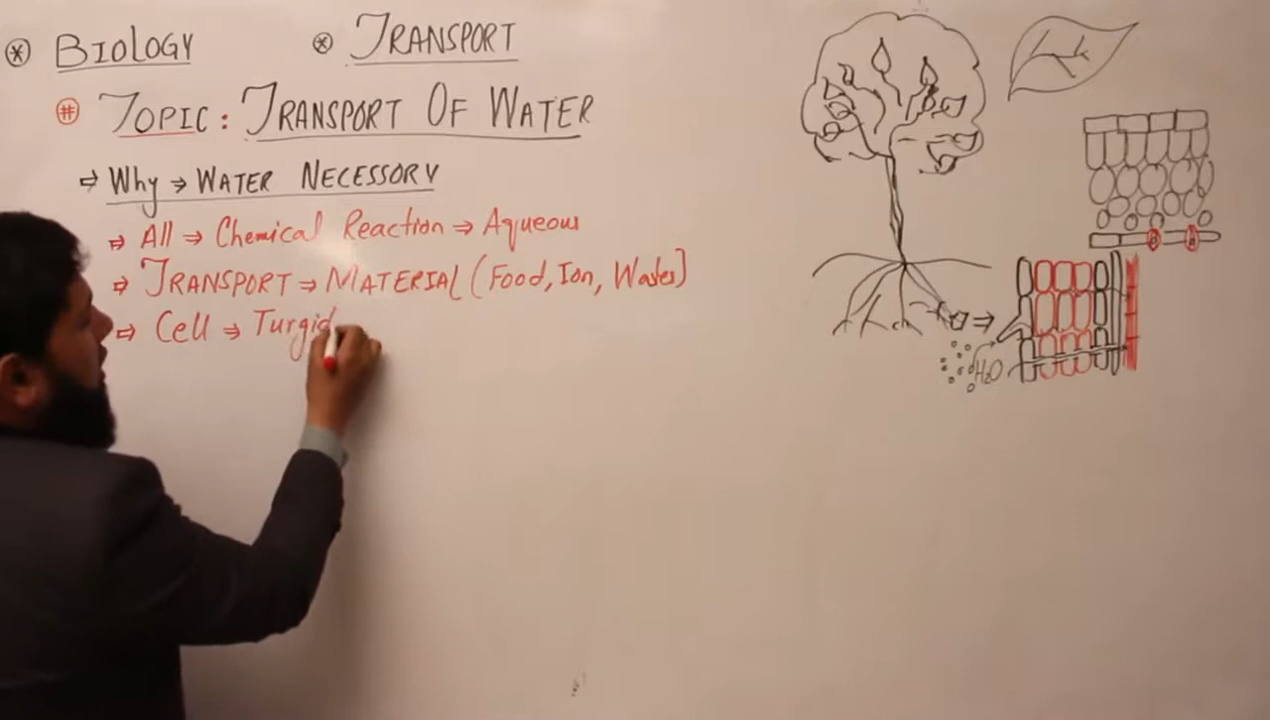 * BIOLOGY * TRANSPORT
# TOPIC: TRANSPORT OF WATER
⇒ Why → WATER NECESSORY
⇒ All ⇒ Chemical Reaction ⇒ Aqueous
⇒ TRANSPORT ⇒ MATERIAL (Food, Ion, Waster]
⇒ Cell ⇒ Turgid
H₂O